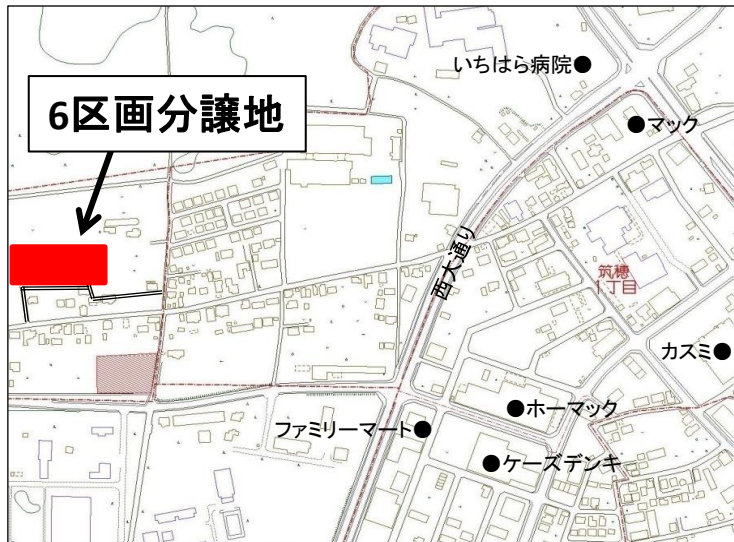 いちはら病院●
6区画分譲地
●マック
西大通り
筑穂
1丁目
カスミ●
●ホーマック
ファミリーマート●
●ケーズデンキ